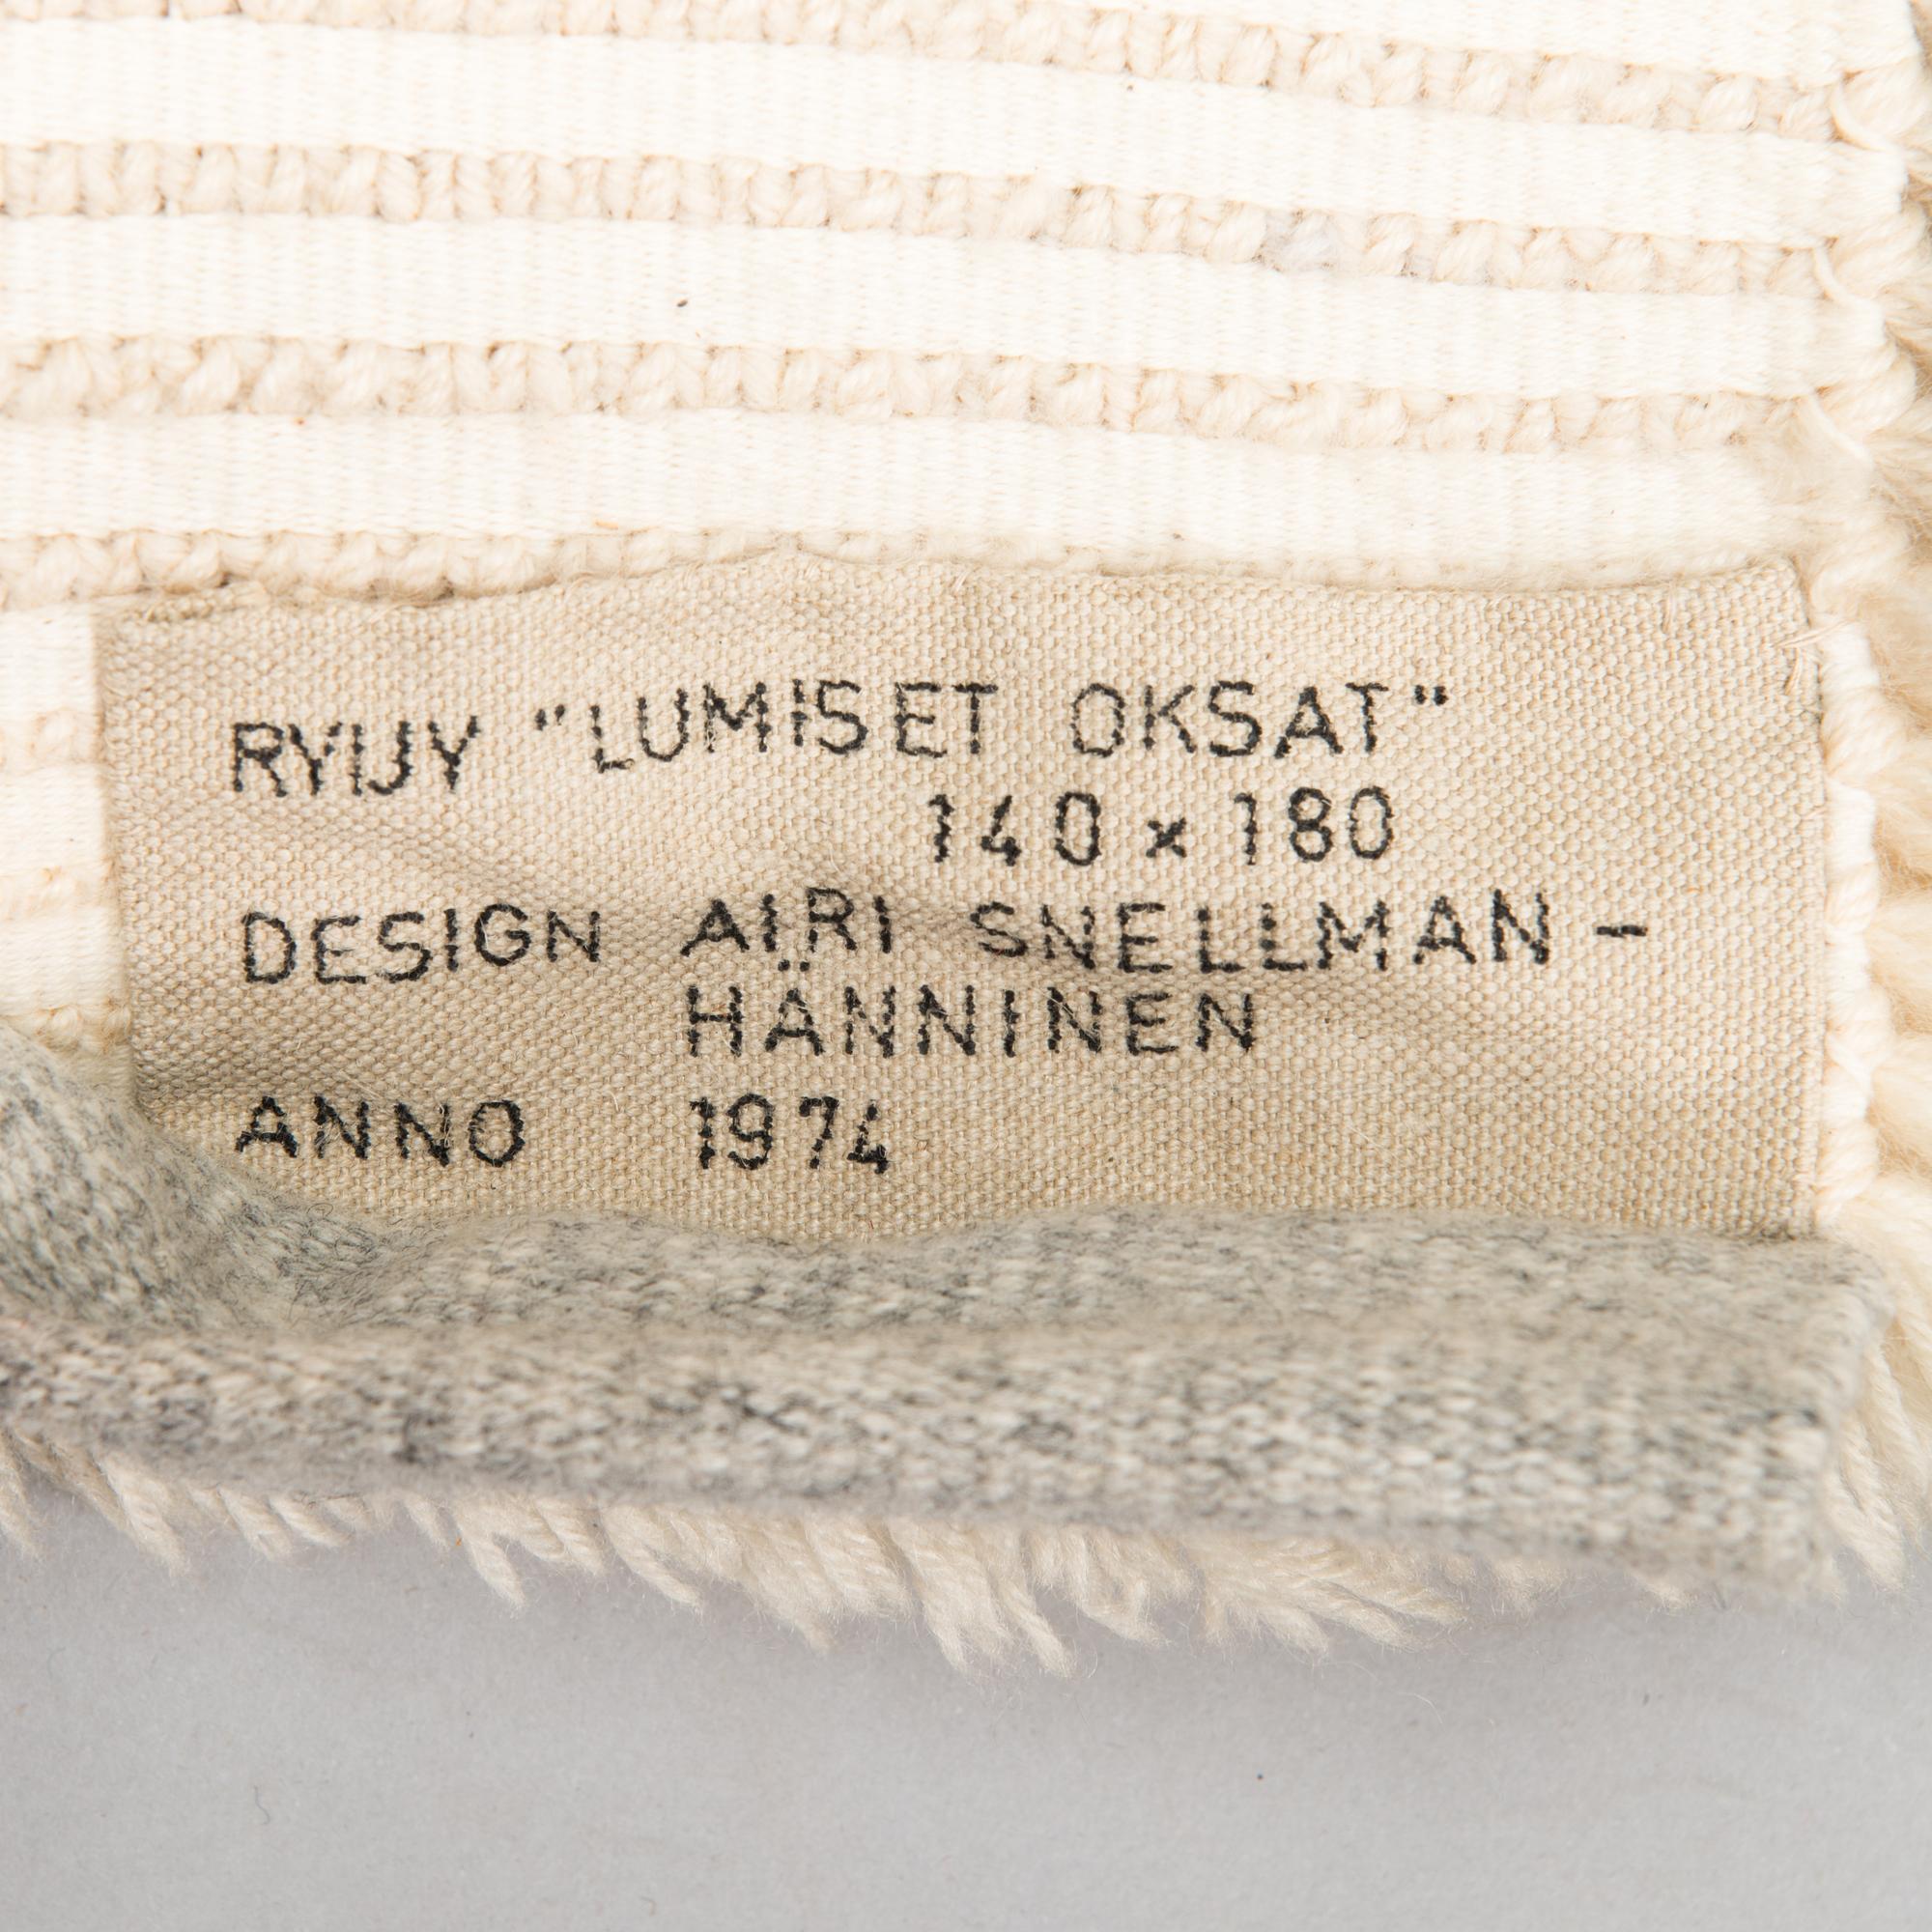 RYIJY "LUMISET OKSAT"
140 x 180
DESIGN AIRI SNELLMAN -
HÄNNINEN
ANNO 1974